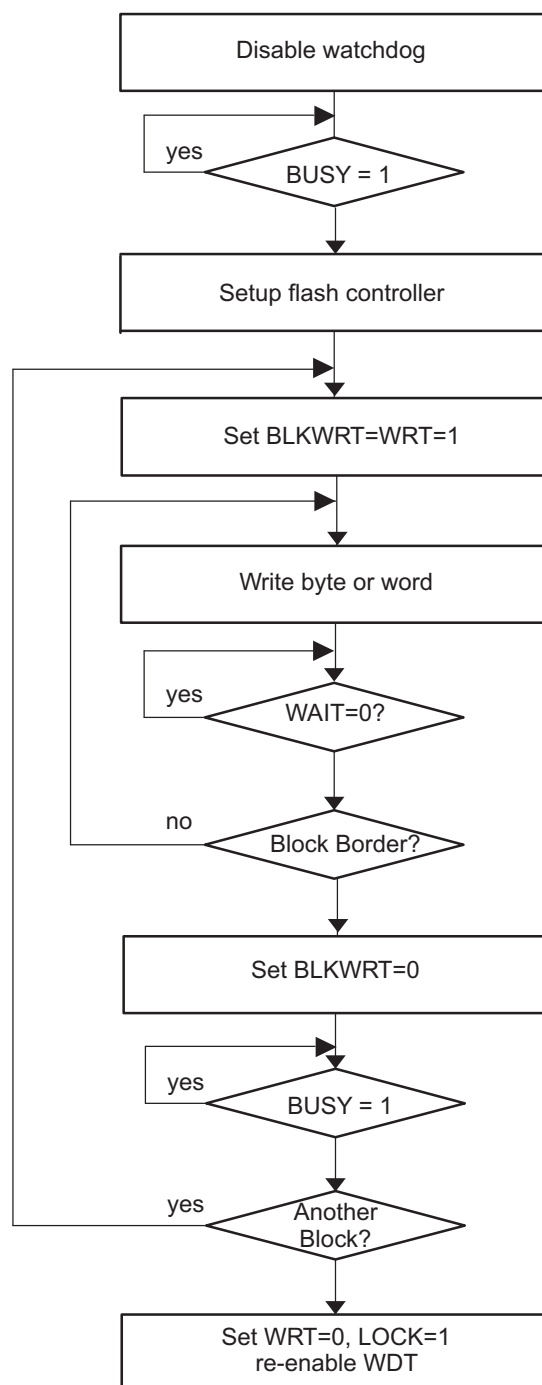 Disable watchdog
yes
BUSY = 1
Setup flash controller
Set BLKWRT=WRT=1
Write byte or word
yes
WAIT=0?
no
Block Border?
Set BLKWRT=0
yes
BUSY = 1
yes
Another
Block?
Set WRT=0, LOCK=1
re-enable WDT